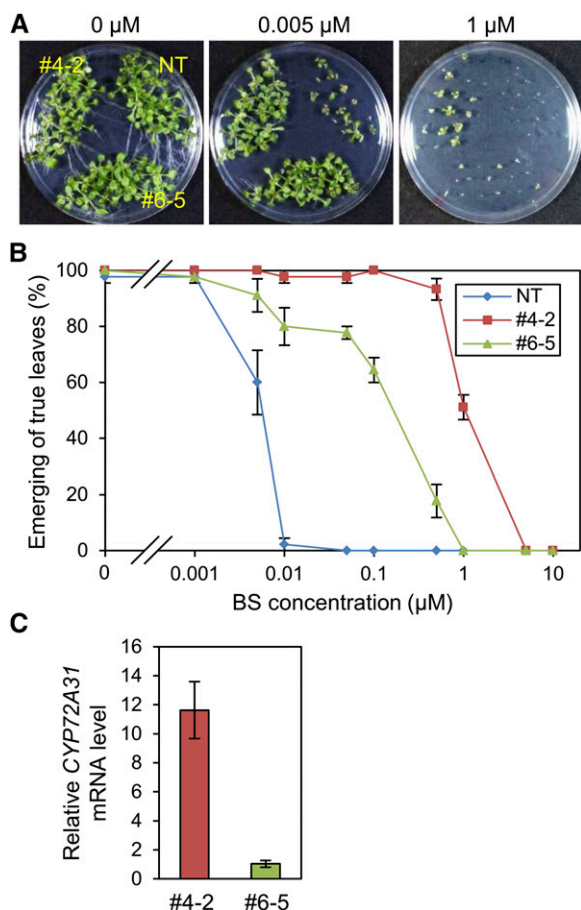 A
0 µM 0.005 µM 1 µM
#4-2 NT
#6-5
B
100
80
60
40
20
0
Emerging of true leaves (%)
NT
#4-2
#6-5
0 0.001 0.01 0.1 1 10
BS concentration (µM)
C
16
14
12
10
8
6
4
2
0
Relative CYP72A31
mRNA level
#4-2 #6-5